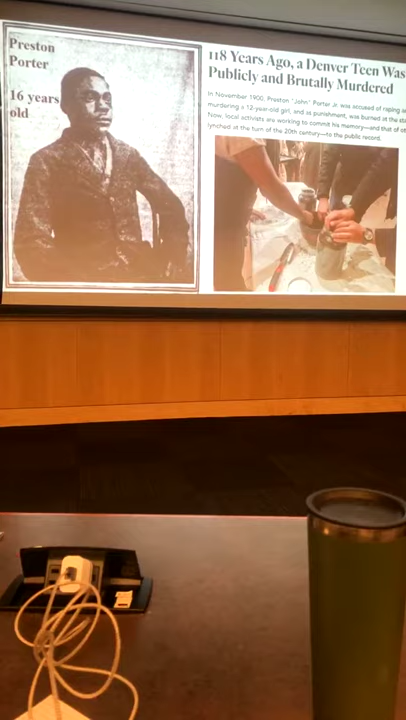 Preston
Porter
16 years
old
118 Years Ago, a Denver Teen Was
Publicly and Brutally Murdered
In November 1900, Preston "John" Porter Jr. was accused of raping
murdering a 12-year-old girl, and as punishment, was burned at the
Now, local activists are working to commit his memory—and that of
lynched at the turn of the 20th century—to the public record.